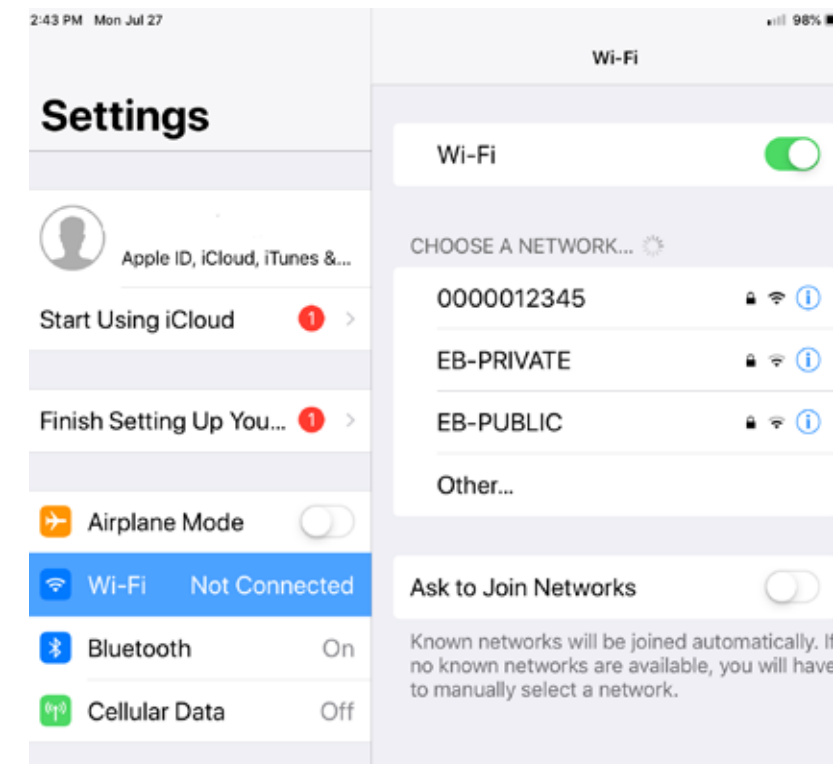 2:43 PM Mon Jul 27
98%
Settings
Apple ID, iCloud, iTunes &...
Start Using iCloud 1
Finish Setting Up You... 1
Airplane Mode
Wi-Fi Not Connected
Bluetooth On
Cellular Data Off
Wi-Fi
Wi-Fi
CHOOSE A NETWORK...
0000012345
EB-PRIVATE
EB-PUBLIC
Other...
Ask to Join Networks
Known networks will be joined automatically. If
no known networks are available, you will have
to manually select a network.